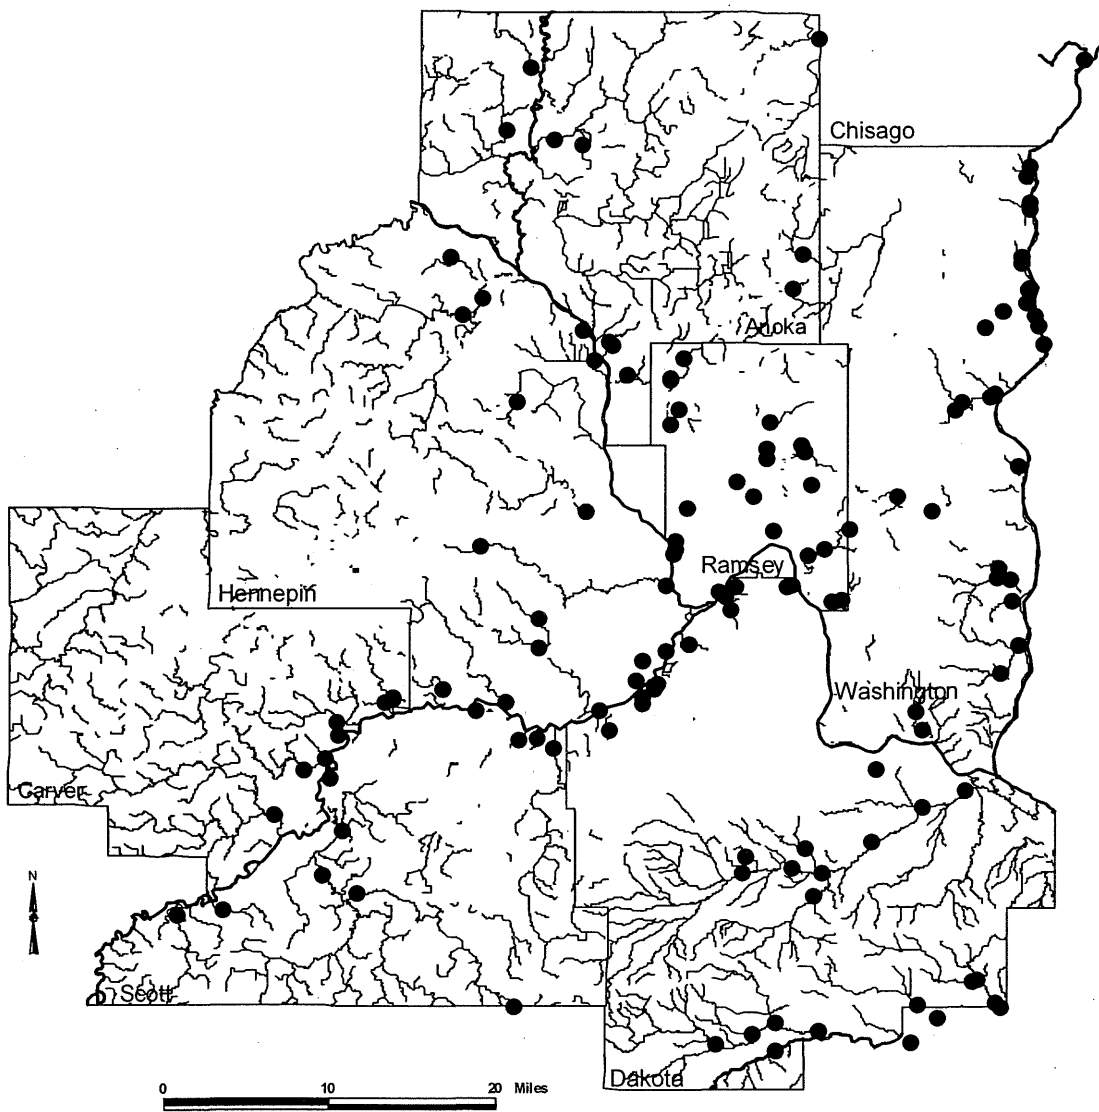 Chisago
Anoka
Ramsey
Hennepin
Washington
Carver
N
Scott
Dakota
0 10 20 Miles